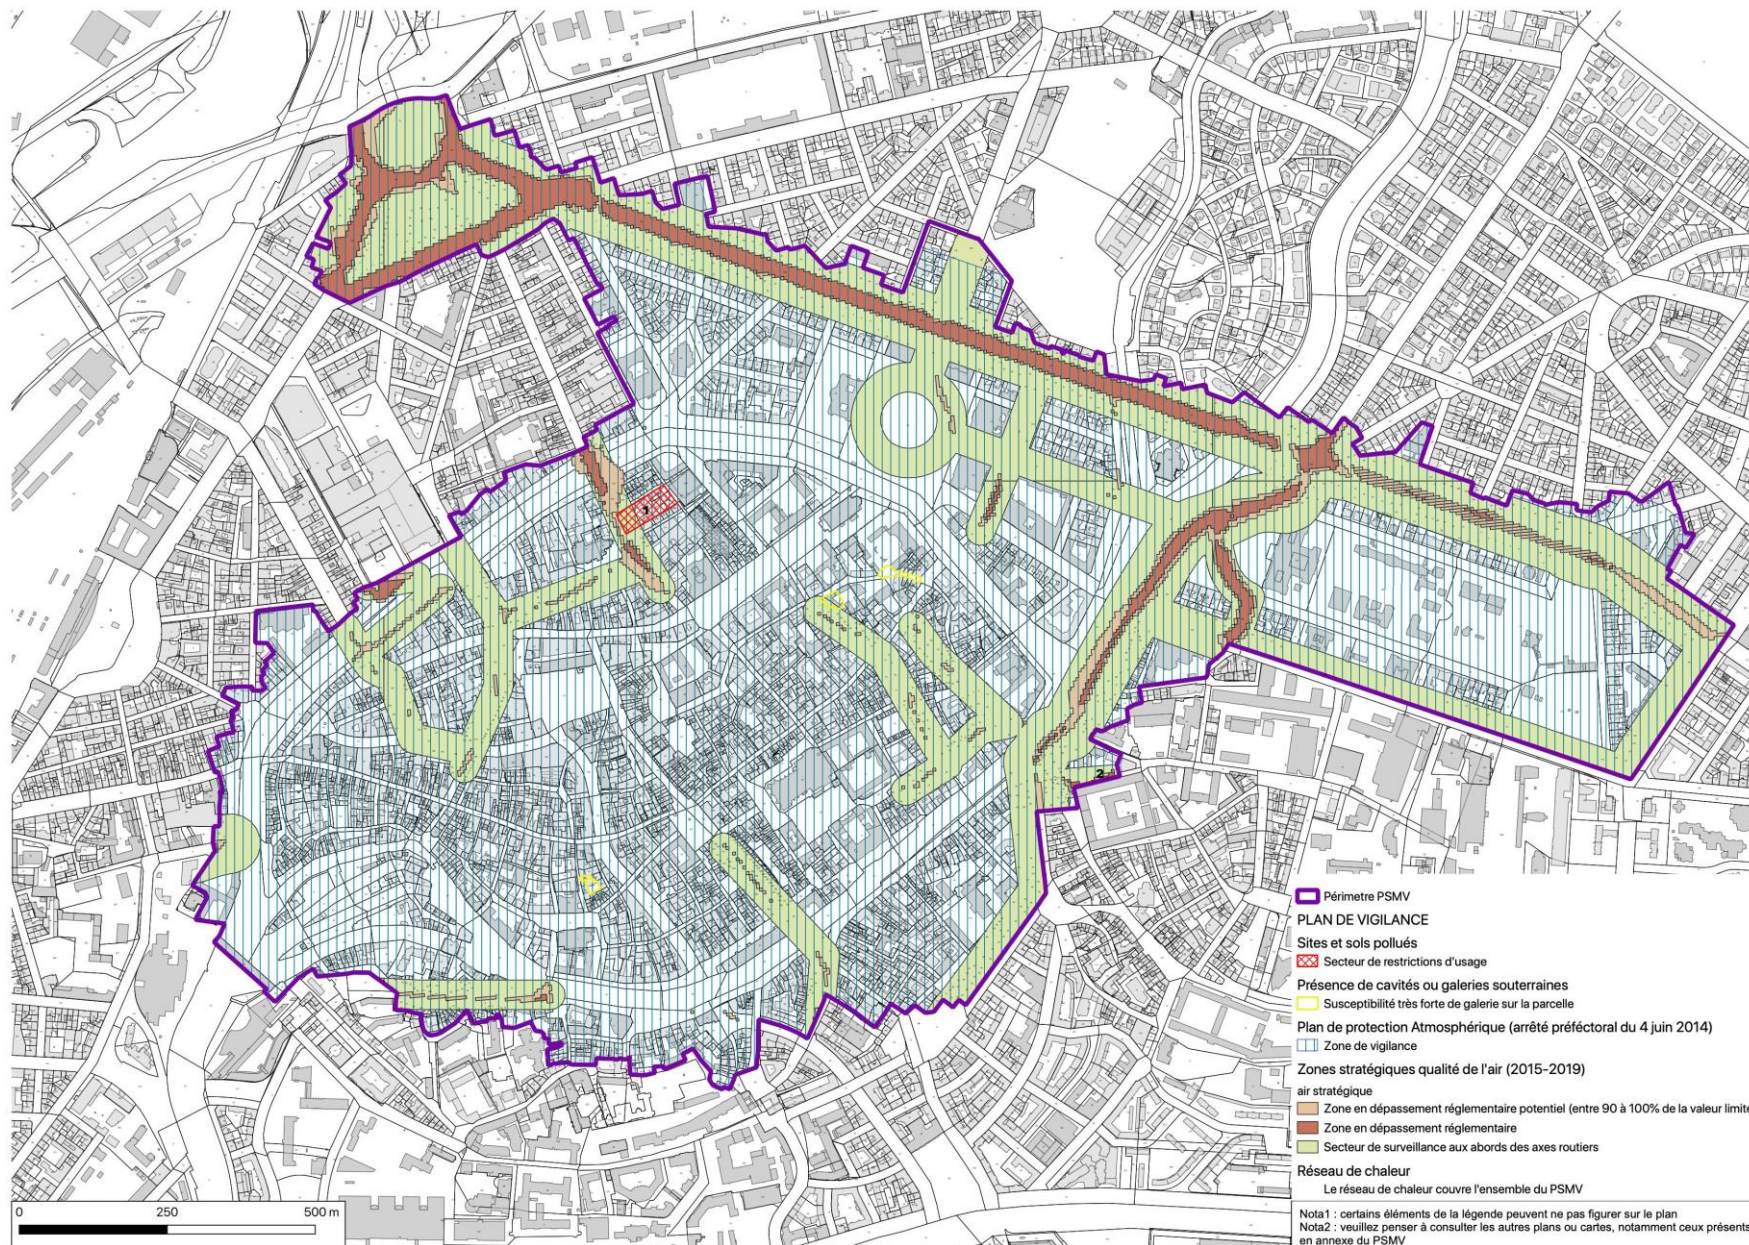 1
2
Périmetre PSMV
PLAN DE VIGILANCE
Sites et sols pollués
Secteur de restrictions d'usage
Présence de cavités ou galeries souterraines
Susceptibilité très forte de galerie sur la parcelle
Plan de protection Atmosphérique (arrêté préféctoral du 4 juin 2014)
Zone de vigilance
Zones stratégiques qualité de l'air (2015-2019)
air stratégique
Zone en dépassement réglementaire potentiel (entre 90 à 100% de la valeur limite
Zone en dépassement réglementaire
Secteur de surveillance aux abords des axes routiers
Réseau de chaleur
Le réseau de chaleur couvre l'ensemble du PSMV
Nota1 : certains éléments de la légende peuvent ne pas figurer sur le plan
Nota2 : veuillez penser à consulter les autres plans ou cartes, notamment ceux présents
en annexe du PSMV
0 250 500 m